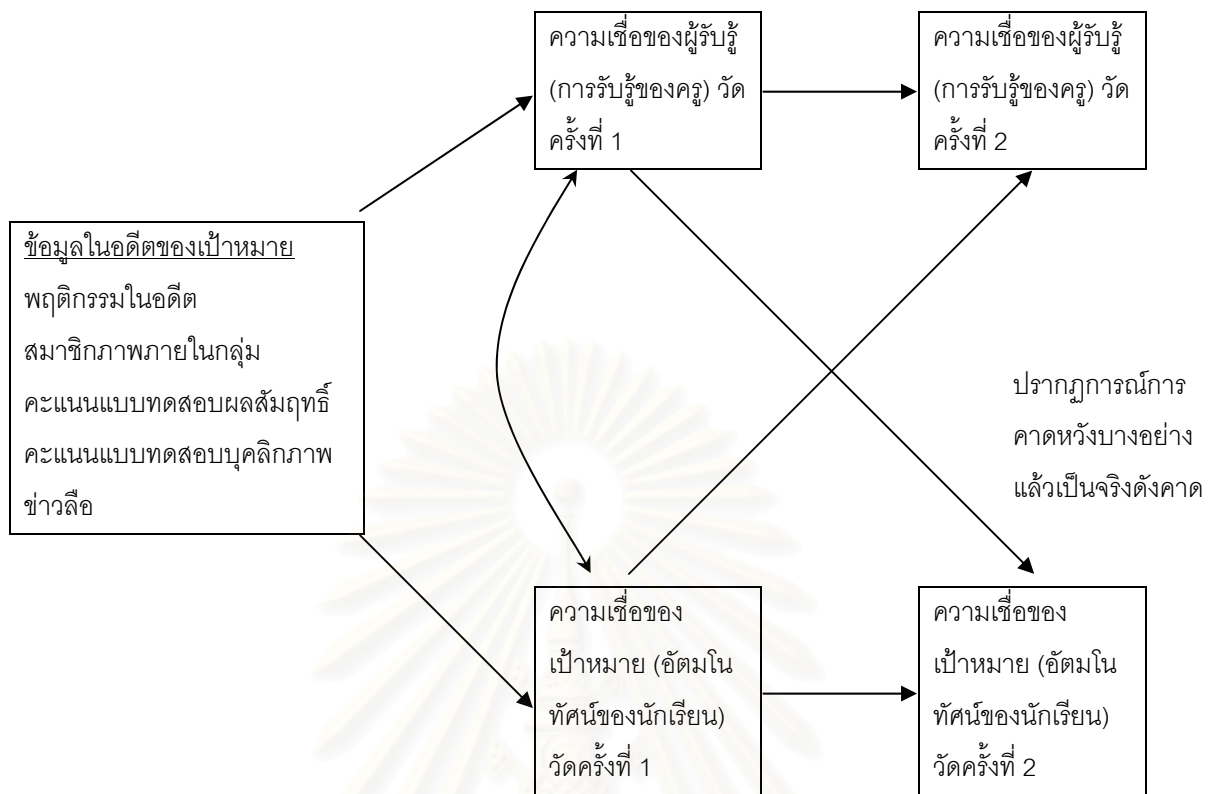 ความเชื่อของผู้รับรู้
(การรับรู้ของครู) วัด
ครั้งที่ 1
ความเชื่อของผู้รับรู้
(การรับรู้ของครู) วัด
ครั้งที่ 2
ข้อมูลในอดีตของเป้าหมาย
พฤติกรรมในอดีต
สมาชิกภาพภายในกลุ่ม
คะแนนแบบทดสอบผลสัมฤทธิ์
คะแนนแบบทดสอบบุคลิกภาพ
ข่าวลือ
ปรากฏการณ์การ
คาดหวังบางอย่าง
แล้วเป็นจริงดังคาด
ความเชื่อของ
เป้าหมาย (อัตมโน
ทัศน์ของนักเรียน)
วัดครั้งที่ 1
ความเชื่อของ
เป้าหมาย (อัตมโน
ทัศน์ของนักเรียน)
วัดครั้งที่ 2